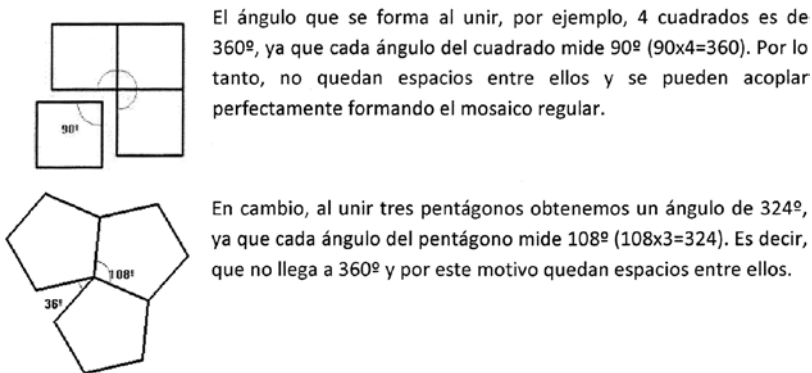 El ángulo que se forma al unir, por ejemplo, 4 cuadrados es de
360º, ya que cada ángulo del cuadrado mide 90º (90x4=360). Por lo
tanto, no quedan espacios entre ellos y se pueden acoplar
perfectamente formando el mosaico regular.
90º
En cambio, al unir tres pentágonos obtenemos un ángulo de 324º,
ya que cada ángulo del pentágono mide 108º (108x3=324). Es decir,
que no llega a 360º y por este motivo quedan espacios entre ellos.
108º
36º